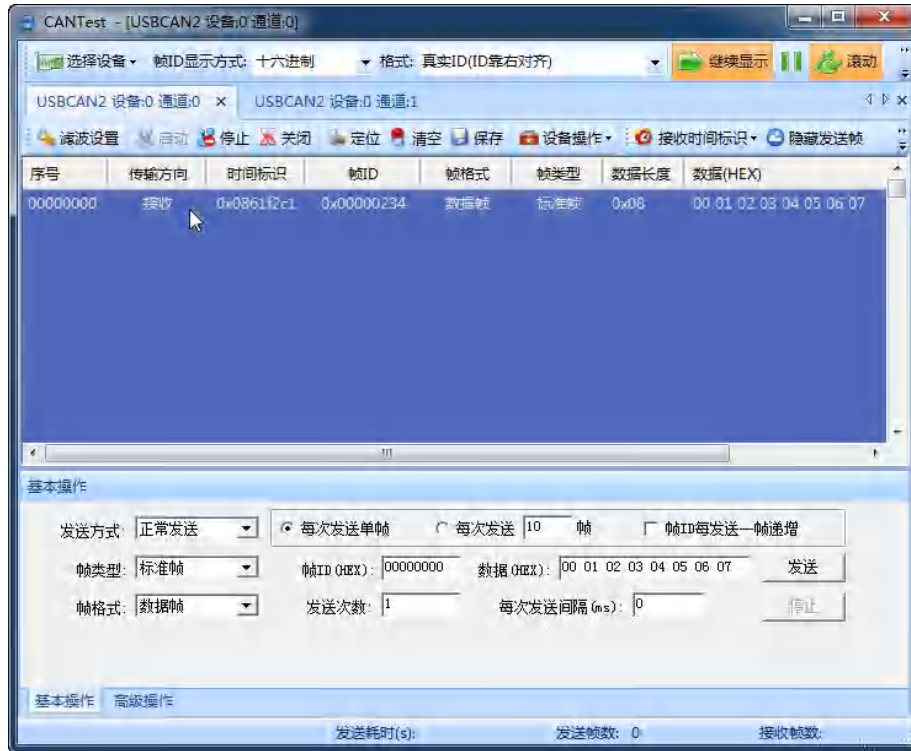 CANTest - [USBCAN2 设备:0 通道:0]
选择设备 帧ID显示方式: 十六进制 格式: 真实ID(ID靠右对齐) 继续显示 滚动
USBCAN2 设备:0 通道:0 × USBCAN2 设备:0 通道:1
滤波设置 启动 停止 关闭 定位 清空 保存 设备操作 接收时间标识 隐藏发送帧
序号 传输方向 时间标识 帧ID 帧格式 帧类型 数据长度 数据(HEX)
00000000 接收 0x0861f2c1 0x00000234 数据帧 标准帧 0x08 00 01 02 03 04 05 06 07
基本操作
发送方式: 正常发送 每次发送单帧 每次发送 10 帧 帧ID每发送一帧递增
帧类型: 标准帧 帧ID(HEX): 00000000 数据(HEX): 00 01 02 03 04 05 06 07 发送
帧格式: 数据帧 发送次数: 1 每次发送间隔(ms): 0 停止
基本操作 高级操作
发送耗时(s): 发送帧数: 0 接收帧数: